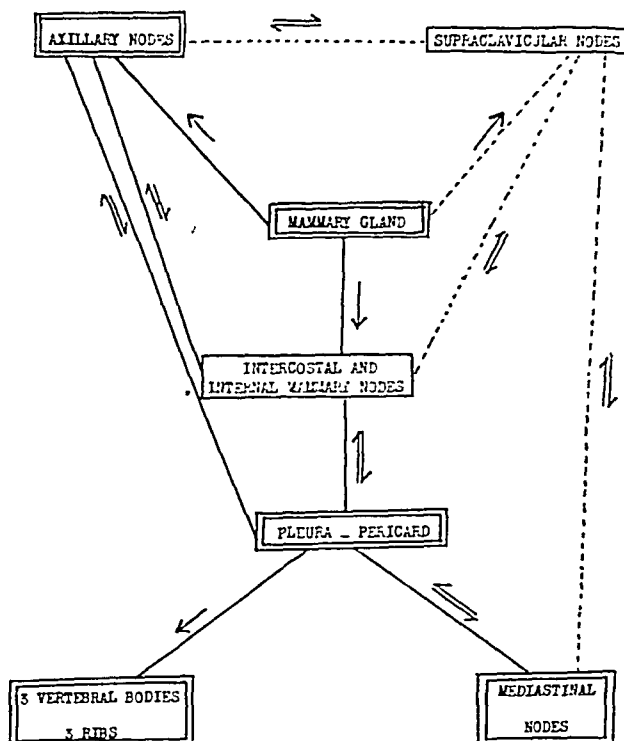 AXILLARY NODES
SUPRACLAVICULAR NODES
MAMMARY GLAND
INTERCOSTAL AND
INTERNAL MAMMARY NODES
PLEURA _ PERICARD
3 VERTEBRAL BODIES
3 RIBS
MEDIASTINAL
NODES